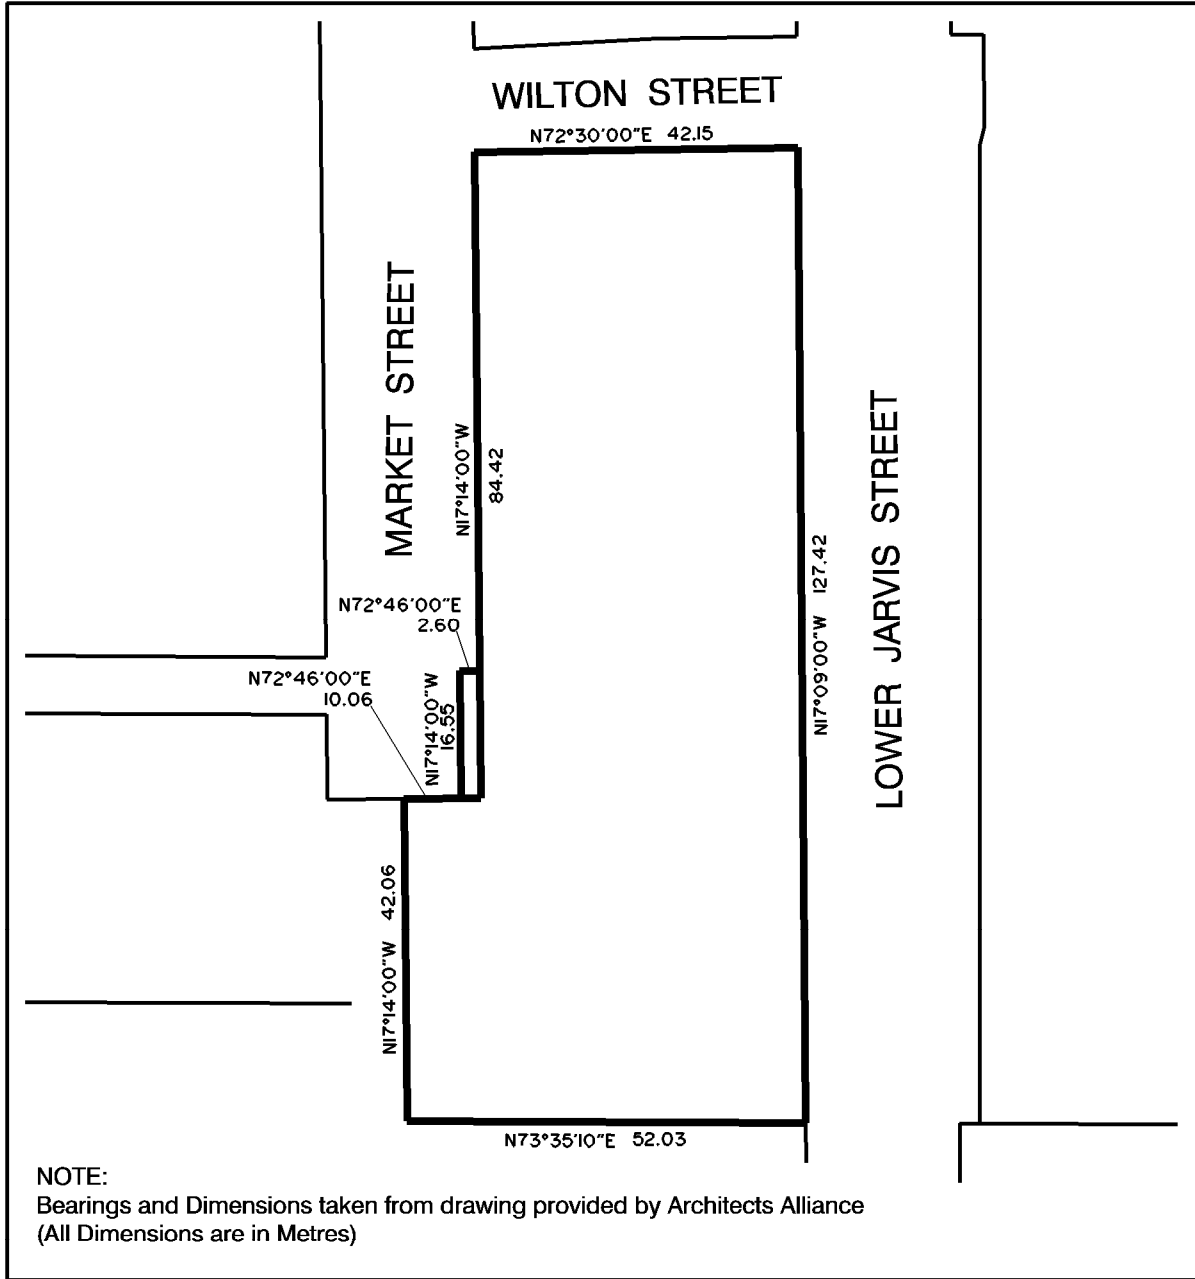 WILTON STREET
N72°30'00"E 42.15
MARKET STREET
N17°14'00"W
84.42
LOWER JARVIS STREET
N17°09'00"W 127.42
N72°46'00"E
2.60
N72°46'00"E
10.06
N17°14'00"W
16.55
N17°14'00"W 42.06
N73°35'10"E 52.03
NOTE:
Bearings and Dimensions taken from drawing provided by Architects Alliance
(All Dimensions are in Metres)